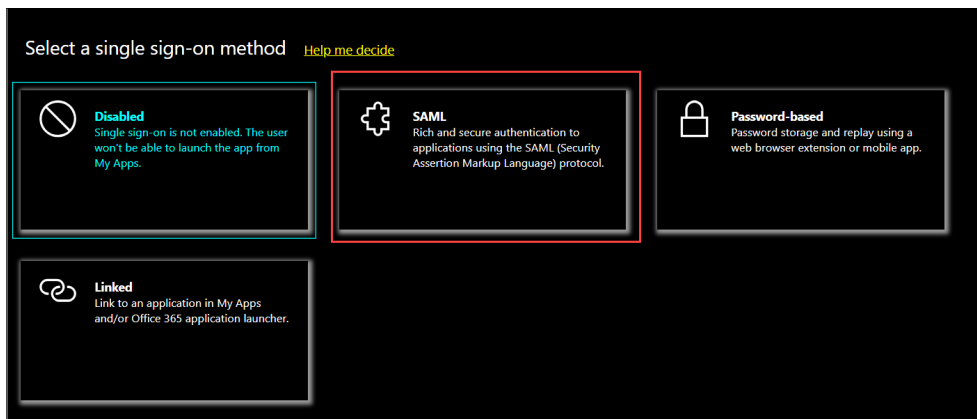 Select a single sign-on method Help me decide
Disabled
Single sign-on is not enabled. The user
won't be able to launch the app from
My Apps.
SAML
Rich and secure authentication to
applications using the SAML (Security
Assertion Markup Language) protocol.
Password-based
Password storage and replay using a
web browser extension or mobile app.
Linked
Link to an application in My Apps
and/or Office 365 application launcher.